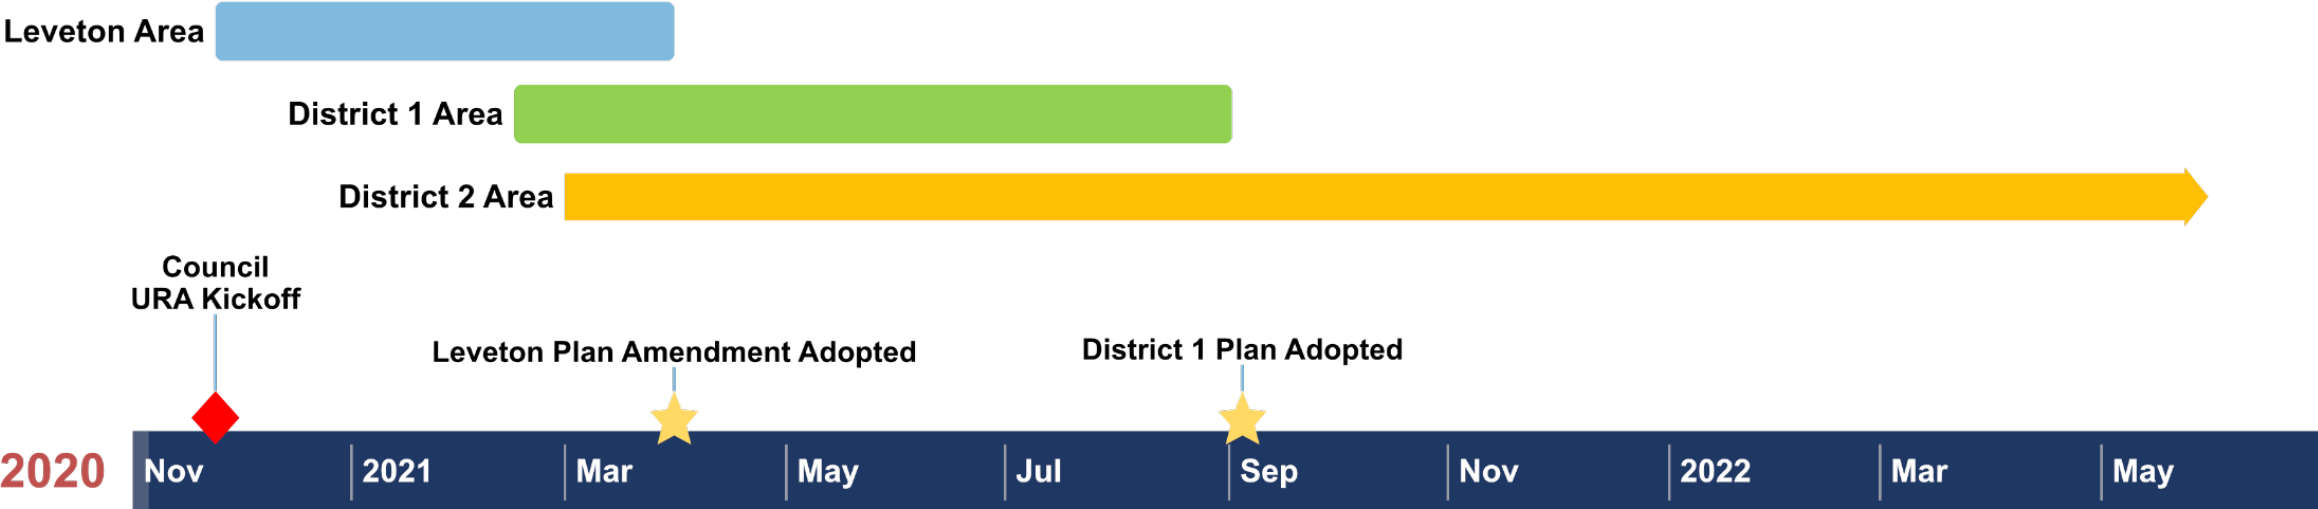 Leveton Area
District 1 Area
District 2 Area
Council
URA Kickoff
Leveton Plan Amendment Adopted
District 1 Plan Adopted
2020 Nov 2021 Mar May Jul Sep Nov 2022 Mar May